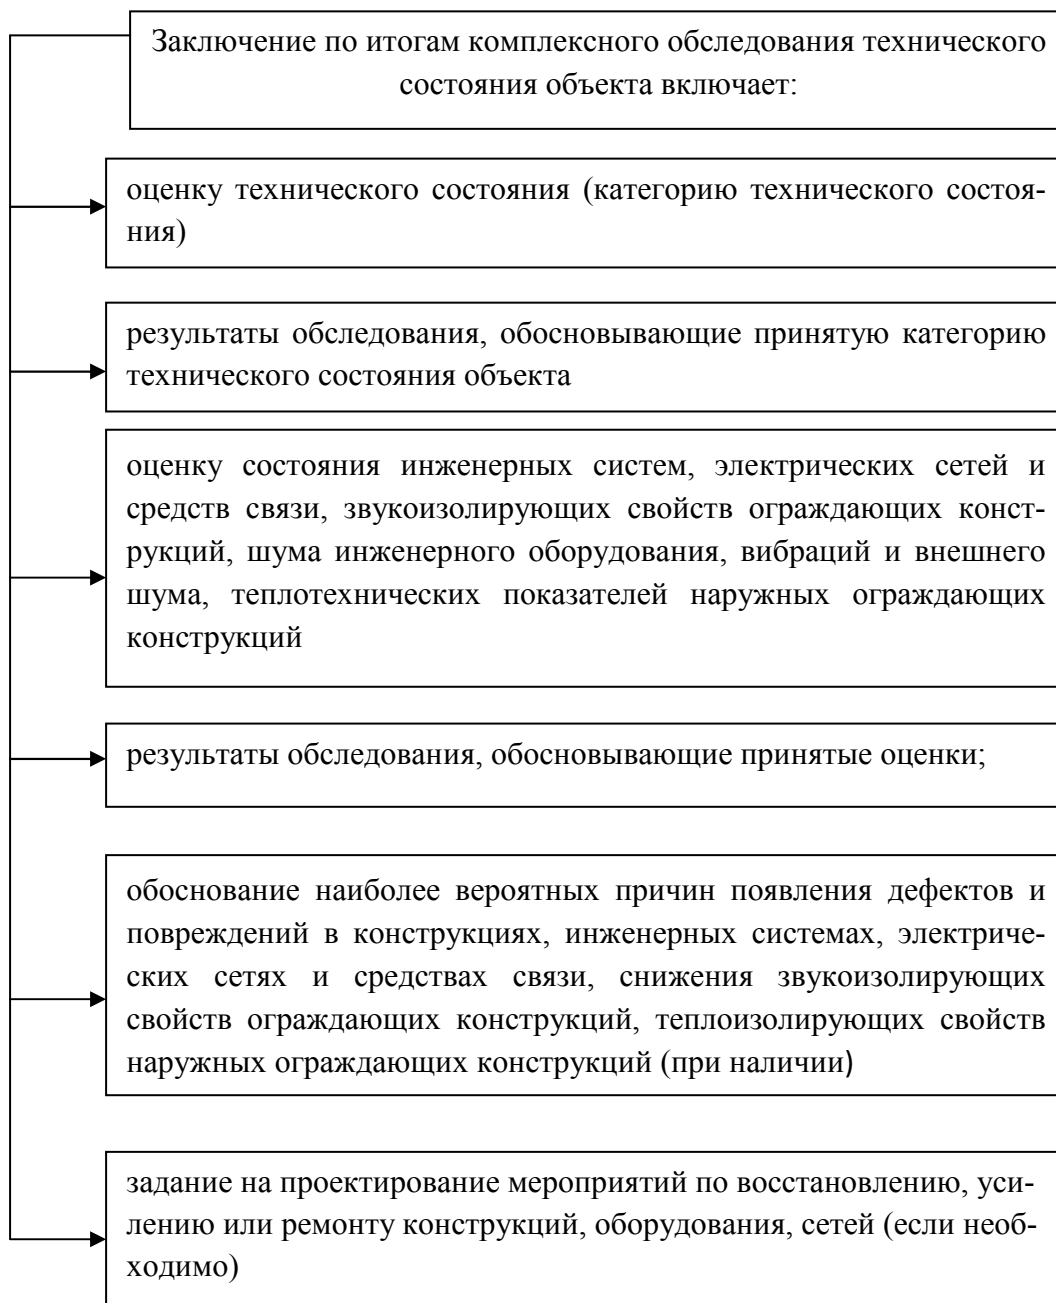 Заключение по итогам комплексного обследования технического
состояния объекта включает:
оценку технического состояния (категорию технического состоя-
ния)
результаты обследования, обосновывающие принятую категорию
технического состояния объекта
оценку состояния инженерных систем, электрических сетей и
средств связи, звукоизолирующих свойств ограждающих конст-
рукций, шума инженерного оборудования, вибраций и внешнего
шума, теплотехнических показателей наружных ограждающих
конструкций
результаты обследования, обосновывающие принятые оценки;
обоснование наиболее вероятных причин появления дефектов и
повреждений в конструкциях, инженерных системах, электриче-
ских сетях и средствах связи, снижения звукоизолирующих
свойств ограждающих конструкций, теплоизолирующих свойств
наружных ограждающих конструкций (при наличии)
задание на проектирование мероприятий по восстановлению, уси-
лению или ремонту конструкций, оборудования, сетей (если необ-
ходимо)